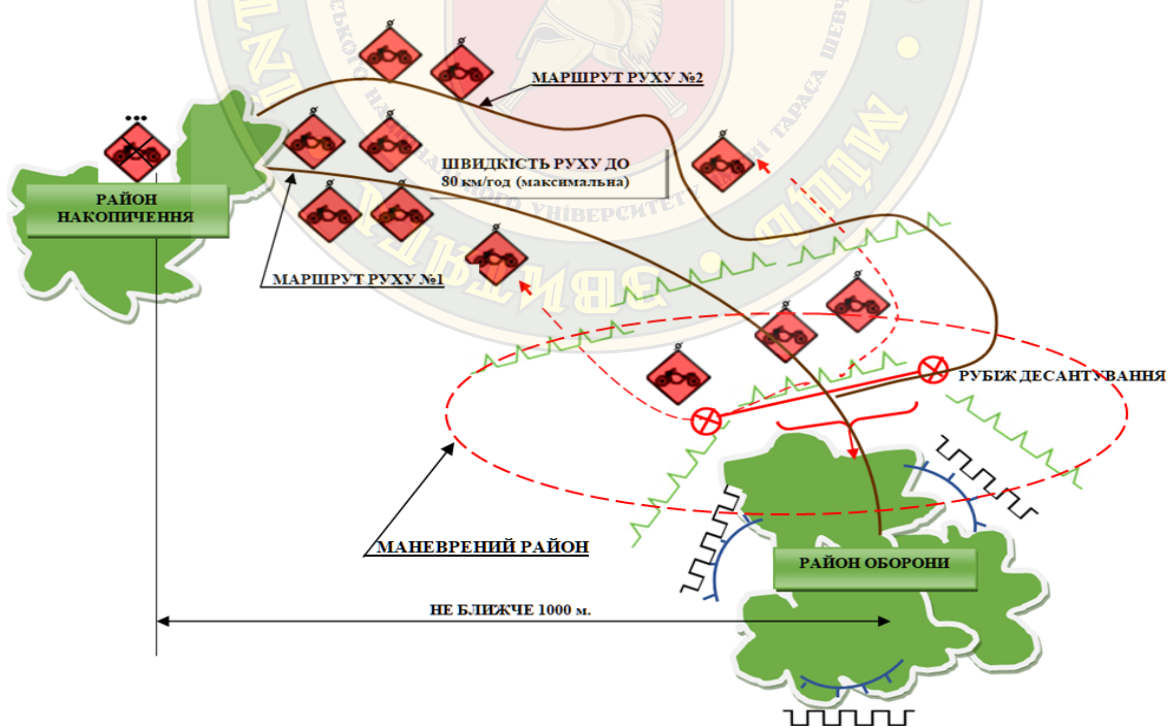 МАРШРУТ РУХУ №2
ШВИДКІСТЬ РУХУ ДО
80 км/год (максимальна)
РАЙОН
НАКОПИЧЕННЯ
МАРШРУТ РУХУ №1
РУБІЖ ДЕСАНТУВАННЯ
МАНЕВРЕНИЙ РАЙОН
РАЙОН ОБОРОНИ
НЕ БЛИЖЧЕ 1000 м.
УНІВЕРСИТЕТ
ТАРАСА ШЕВЧ